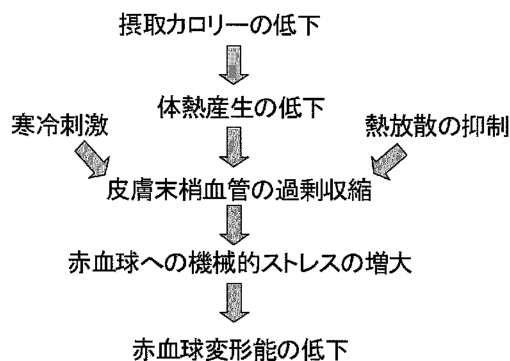 摂取カロリーの低下
体熱産生の低下
寒冷刺激
熱放散の抑制
皮膚末梢血管の過剰収縮
赤血球への機械的ストレスの増大
赤血球変形能の低下